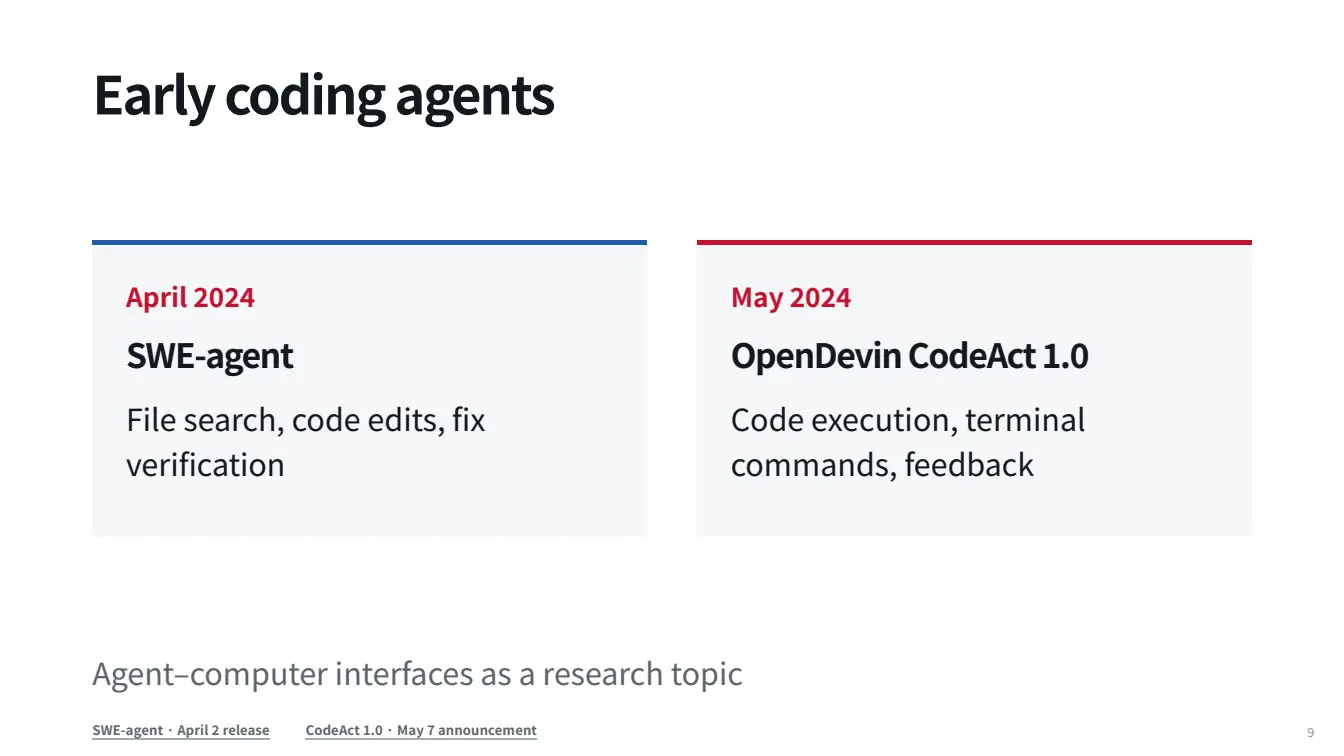 Early coding agents
April 2024
SWE-agent
File search, code edits, fix
verification
May 2024
OpenDevin CodeAct 1.0
Code execution, terminal
commands, feedback
Agent–computer interfaces as a research topic
SWE-agent · April 2 release
CodeAct 1.0 · May 7 announcement
9